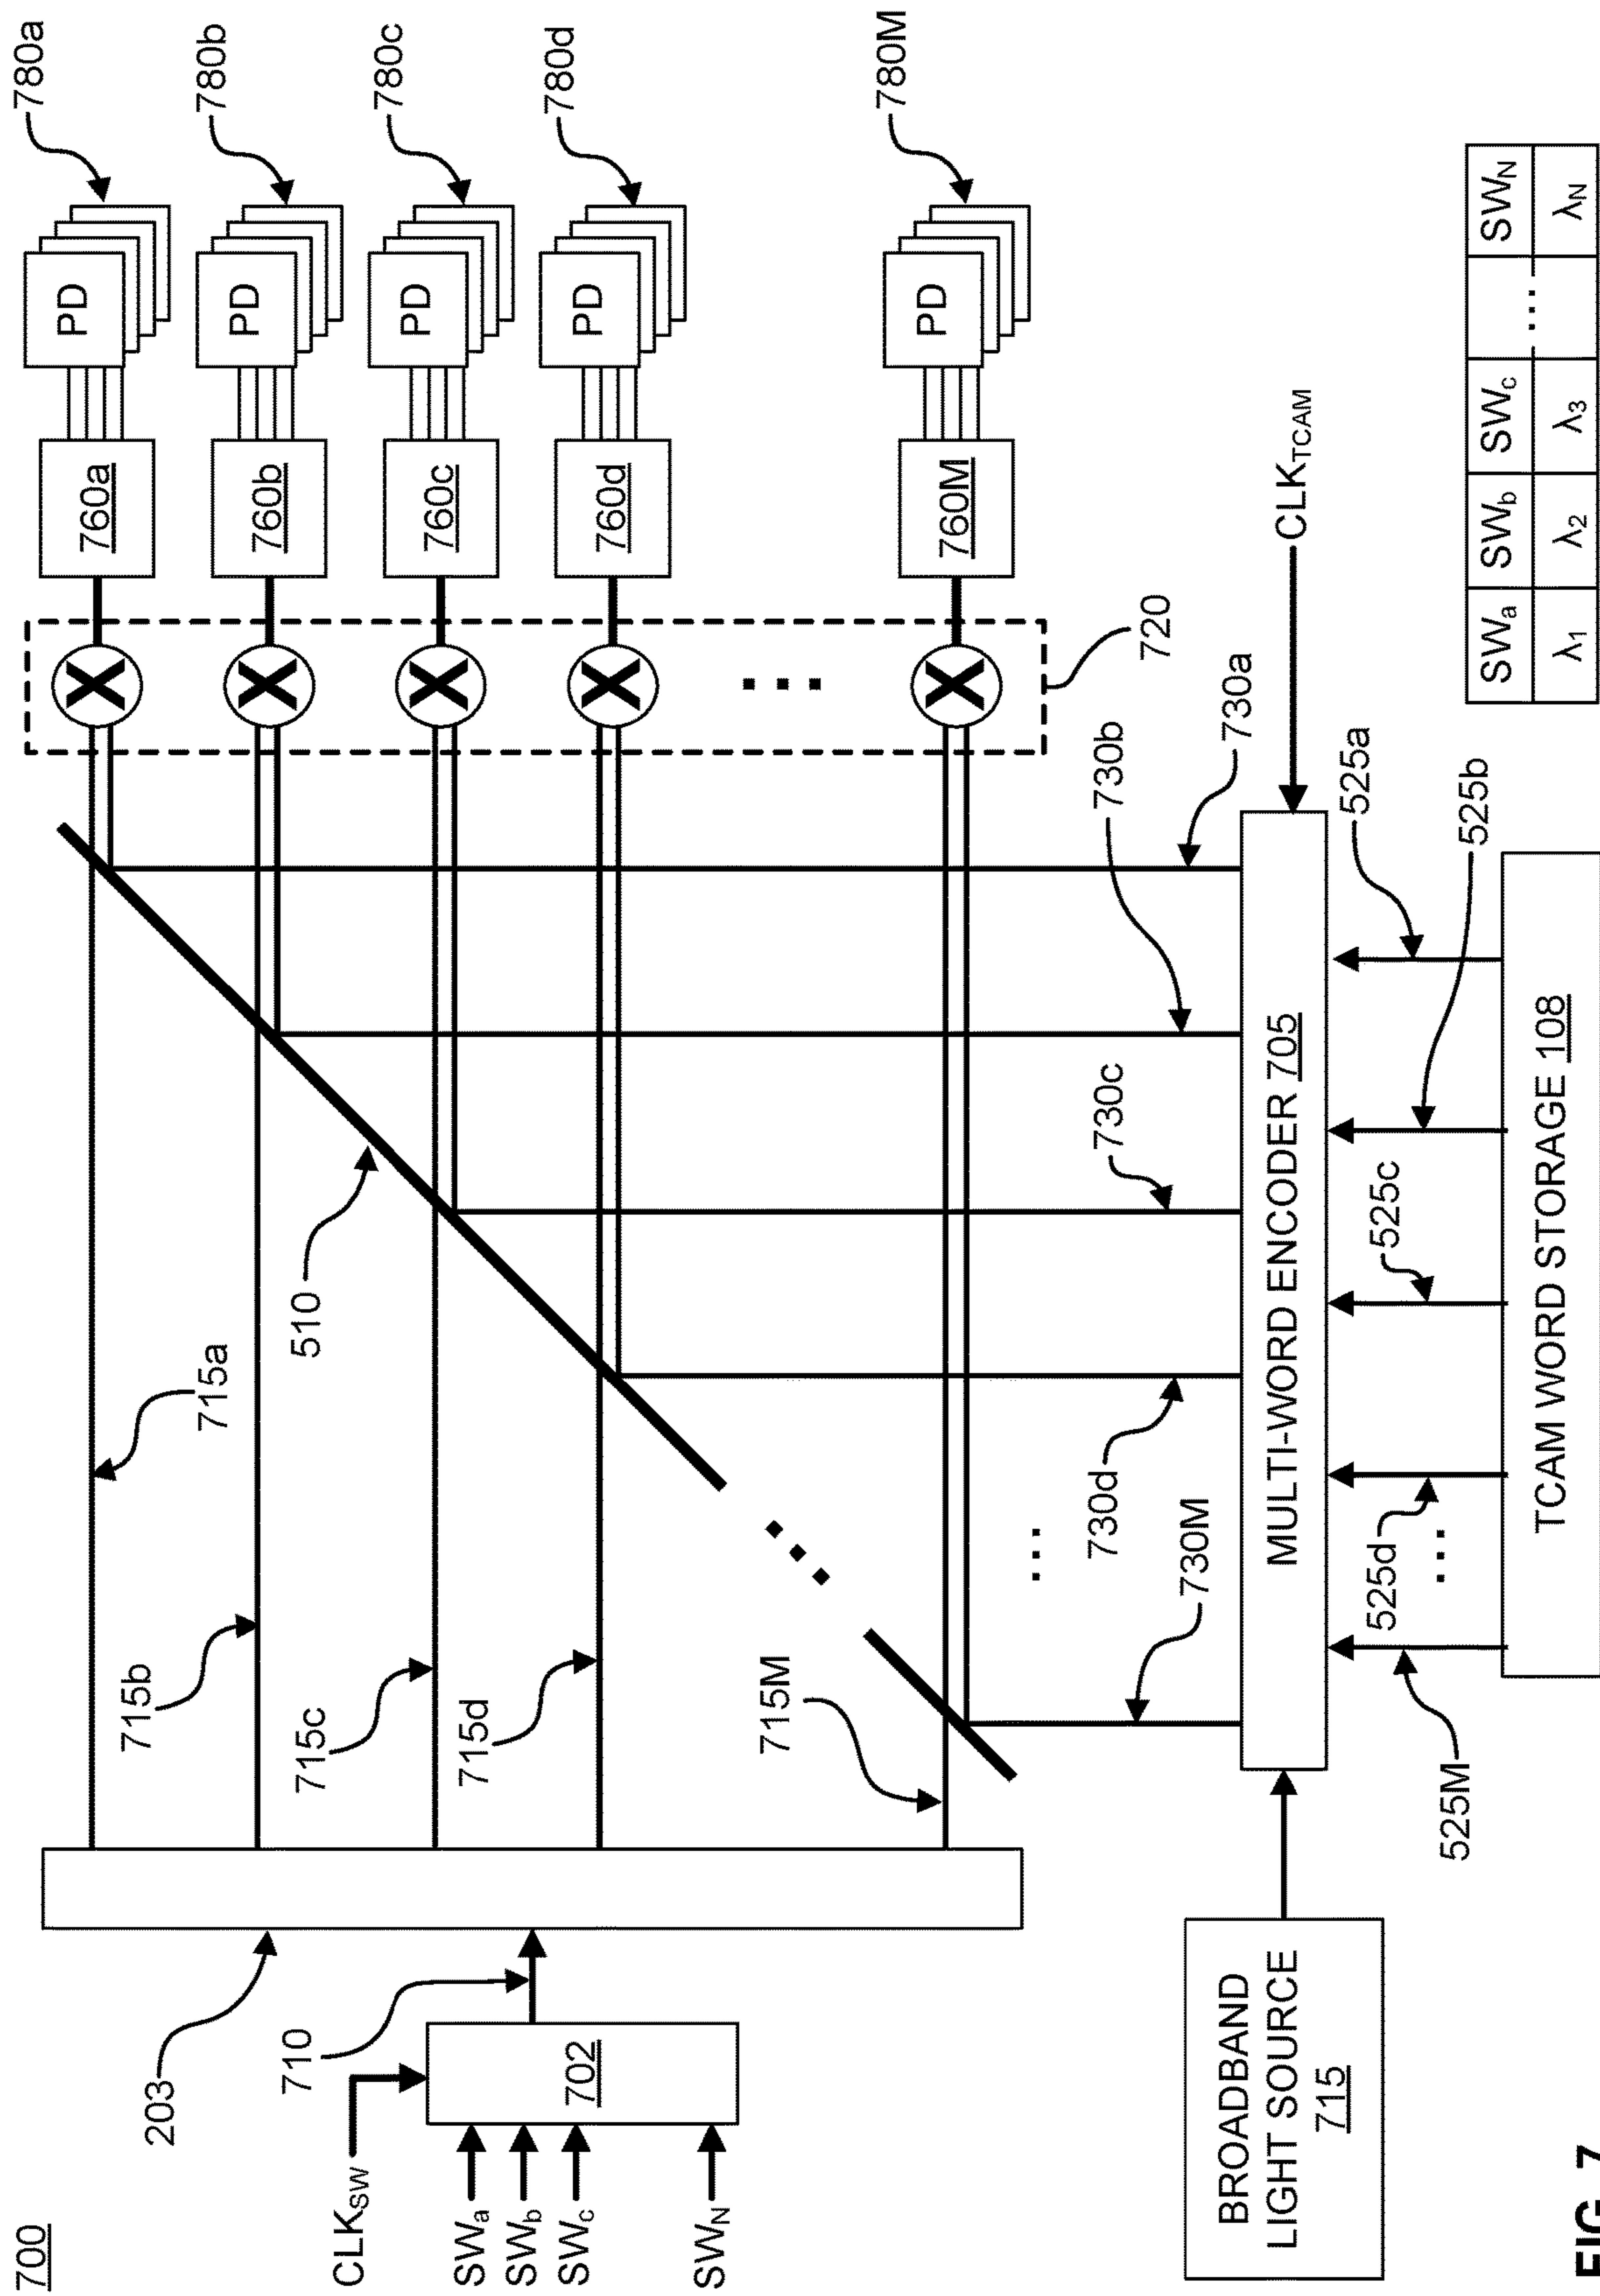 700
CLK_SW
SW_a
SW_b
SW_c
SW_N
702
710
203
715a
715b
715c
715d
715M
510
720
760a
760b
760c
760d
760M
PD
PD
PD
PD
PD
780a
780b
780c
780d
780M
...
730a
730b
730c
730d
...
730M
MULTI-WORD ENCODER 705
CLK_TCAM
BROADBAND
LIGHT SOURCE
715
525a
525b
525c
525d
...
525M
TCAM WORD STORAGE 108
SW_a SW_b SW_c ... SW_N
λ_1 λ_2 λ_3 ... λ_N
FIG. 7